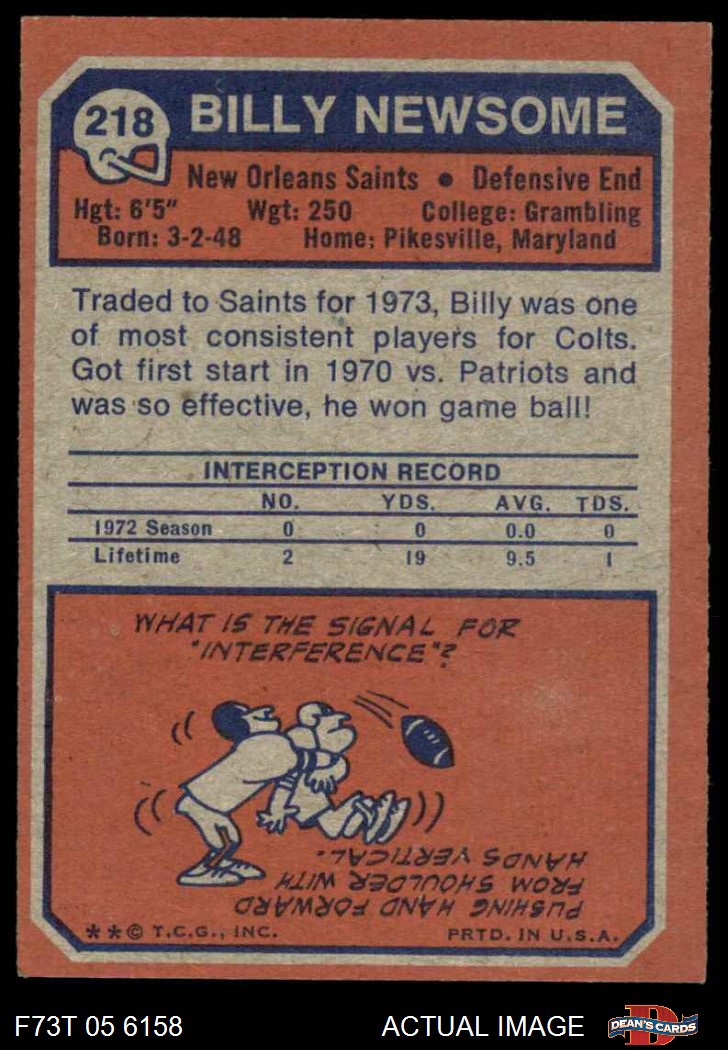 218
BILLY NEWSOME
New Orleans Saints • Defensive End
Hgt: 6'5" Wgt: 250 College: Grambling
Born: 3-2-48 Home: Pikesville, Maryland
Traded to Saints for 1973, Billy was one
of most consistent players for Colts.
Got first start in 1970 vs. Patriots and
was so effective, he won game ball!
INTERCEPTION RECORD
NO. YDS. AVG. TDS.
1972 Season 0 0 0.0 0
Lifetime 2 19 9.5 1
WHAT IS THE SIGNAL FOR
"INTERFERENCE"?
PUSHING HAND FORWARD
FROM SHOULDER WITH
HANDS VERTICAL.
**© T.C.G., INC. PRTD. IN U.S.A.
F73T 05 6158 ACTUAL IMAGE
D
DEAN'S CARDS